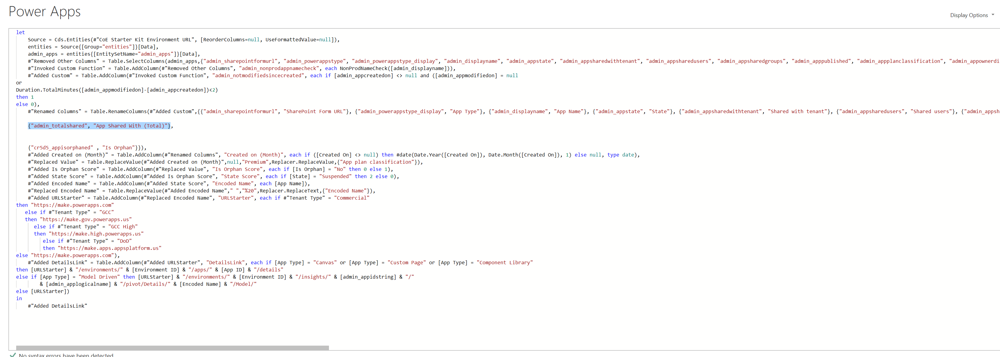 Power Apps
Display Options
let
Source = Cds.Entities(#"CoE Starter Kit Environment URL", [ReorderColumns=null, UseFormattedValue=null]),
entities = Source{[Group="entities"]}[Data],
admin_apps = entities{[EntitySetName="admin_apps"]}[Data],
#"Removed Other Columns" = Table.SelectColumns(admin_apps,{"admin_sharepointformurl", "admin_powerappstype", "admin_powerappstype_display", "admin_displayname", "admin_appstate", "admin_appsharedwithtenant", "admin_appsharedusers", "admin_appsharedgroups", "admin_apppublished", "admin_appplanclassification", "admin_appownerdi
#"Invoked Custom Function" = Table.AddColumn(#"Removed Other Columns", "admin_nonprodappnamecheck", each NonProdNameCheck([admin_displayname])),
#"Added Custom" = Table.AddColumn(#"Invoked Custom Function", "admin_notmodifiedsincecreated", each if [admin_appcreatedon] <> null and ([admin_appmodifiedon] = null
or
Duration.TotalMinutes([admin_appmodifiedon]-[admin_appcreatedon])<2)
then 1
else 0),
#"Renamed Columns" = Table.RenameColumns(#"Added Custom",{{"admin_sharepointformurl", "SharePoint Form URL"}, {"admin_powerappstype_display", "App Type"}, {"admin_displayname", "App Name"}, {"admin_appstate", "State"}, {"admin_appsharedwithtenant", "Shared with tenant"}, {"admin_appsharedusers", "Shared users"}, {"admin_appsh
{"admin_totalshared", "App Shared With (Total)"},
{"cr5d5_appisorphaned" , "Is Orphan"}}),
#"Added Created on (Month)" = Table.AddColumn(#"Renamed Columns", "Created on (Month)", each if ([Created On] <> null) then #date(Date.Year([Created On]), Date.Month([Created On]), 1) else null, type date),
#"Replaced Value" = Table.ReplaceValue(#"Added Created on (Month)",null,"Premium",Replacer.ReplaceValue,{"App plan classification"}),
#"Added Is Orphan Score" = Table.AddColumn(#"Replaced Value", "Is Orphan Score", each if [Is Orphan] = "No" then 0 else 1),
#"Added State Score" = Table.AddColumn(#"Added Is Orphan Score", "State Score", each if [State] = "Suspended" then 2 else 0),
#"Added Encoded Name" = Table.AddColumn(#"Added State Score", "Encoded Name", each [App Name]),
#"Replaced Encoded Name" = Table.ReplaceValue(#"Added Encoded Name"," ","%20",Replacer.ReplaceText,{"Encoded Name"}),
#"Added URLStarter" = Table.AddColumn(#"Replaced Encoded Name", "URLStarter", each if #"Tenant Type" = "Commercial"
then "https://make.powerapps.com"
else if #"Tenant Type" = "GCC"
then "https://make.gov.powerapps.us"
else if #"Tenant Type" = "GCC High"
then "https://make.high.powerapps.us"
else if #"Tenant Type" = "DoD"
then "https://make.apps.appsplatform.us"
else "https://make.powerapps.com"),
#"Added DetailsLink" = Table.AddColumn(#"Added URLStarter", "DetailsLink", each if [App Type] = "Canvas" or [App Type] = "Custom Page" or [App Type] = "Component Library"
then [URLStarter] & "/environments/" & [Environment ID] & "/apps/" & [App ID] & "/details"
else if [App Type] = "Model Driven" then [URLStarter] & "/environments/" & [Environment ID] & "/insights/" & [admin_appidstring] & "/"
& [admin_applogicalname] & "/pivot/Details/" & [Encoded Name] & "/Model/"
else [URLStarter])
in
#"Added DetailsLink"
No syntax errors have been detected